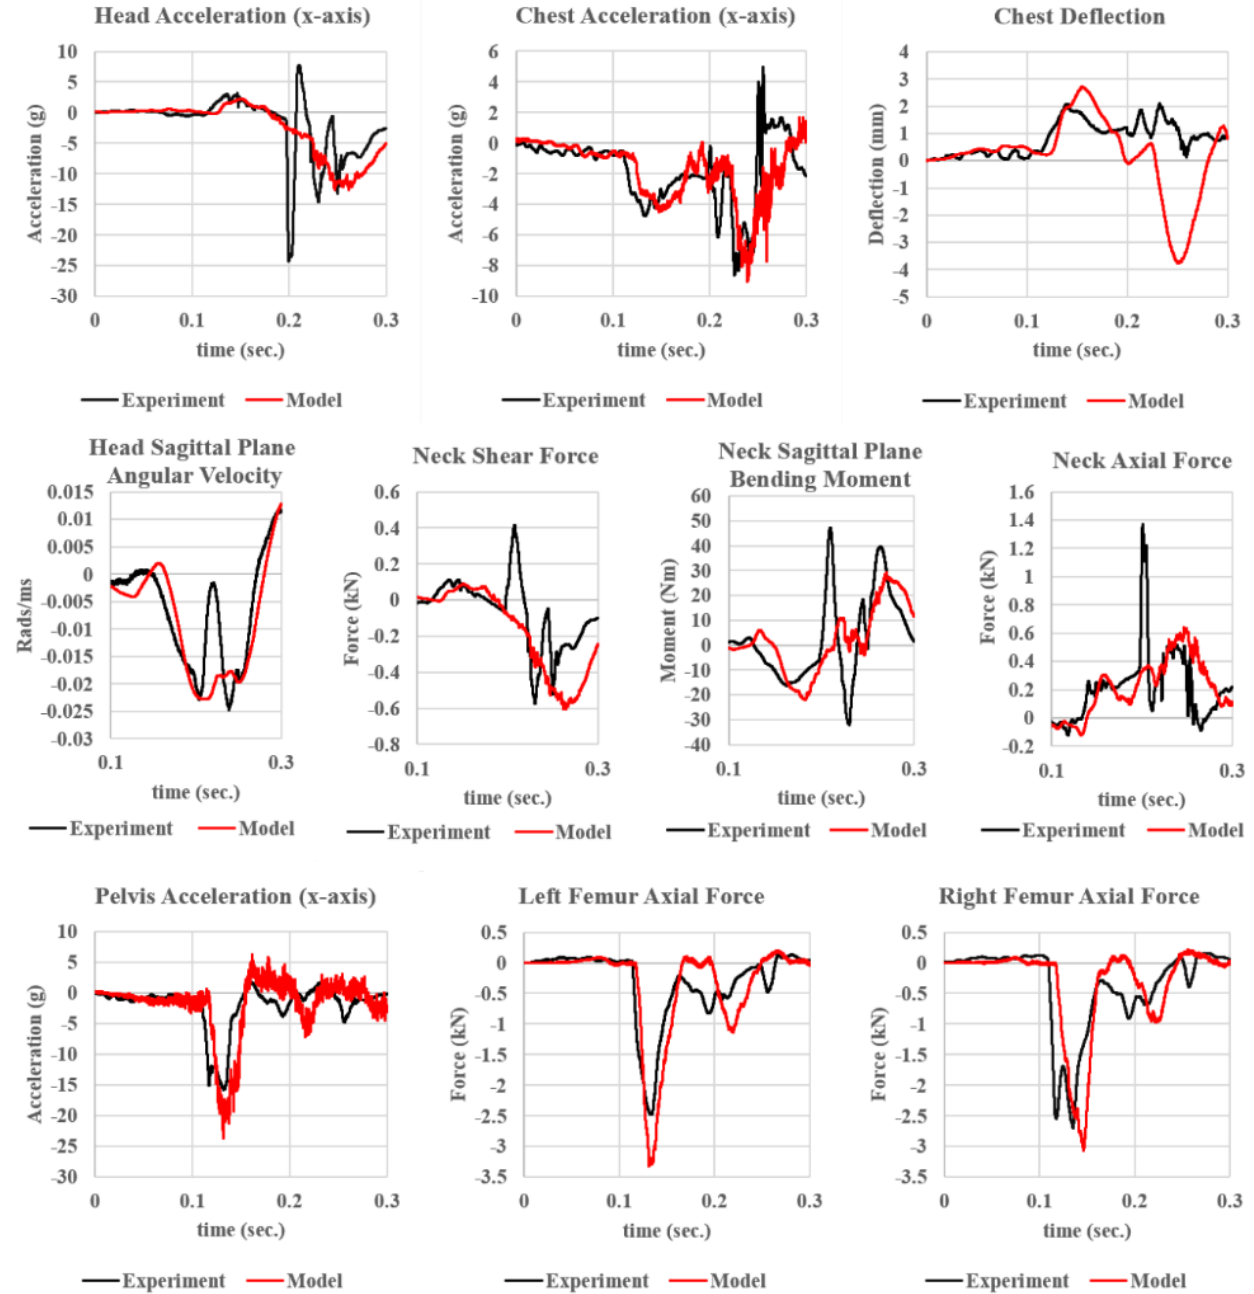 Head Acceleration (x-axis)
Acceleration (g)
10
5
0
-5
-10
-15
-20
-25
-30
0 0.1 0.2 0.3
time (sec.)
Experiment Model
Chest Acceleration (x-axis)
Acceleration (g)
6
4
2
0
-2
-4
-6
-8
-10
0 0.1 0.2 0.3
time (sec.)
Experiment Model
Chest Deflection
Deflection (mm)
4
3
2
1
0
-1
-2
-3
-4
-5
0 0.1 0.2 0.3
time (sec.)
Experiment Model
Head Sagittal Plane
Angular Velocity
Rads/ms
0.015
0.01
0.005
0
-0.005
-0.01
-0.015
-0.02
-0.025
-0.03
0.1 0.3
time (sec.)
Experiment Model
Neck Shear Force
Force (kN)
0.6
0.4
0.2
0
-0.2
-0.4
-0.6
-0.8
0.1 0.3
time (sec.)
Experiment Model
Neck Sagittal Plane
Bending Moment
Moment (Nm)
60
50
40
30
20
10
0
-10
-20
-30
-40
0.1 0.3
time (sec.)
Experiment Model
Neck Axial Force
Force (kN)
1.6
1.4
1.2
1
0.8
0.6
0.4
0.2
0
-0.2
0.1 0.3
time (sec.)
Experiment Model
Pelvis Acceleration (x-axis)
Acceleration (g)
10
5
0
-5
-10
-15
-20
-25
-30
0 0.1 0.2 0.3
time (sec.)
Experiment Model
Left Femur Axial Force
Force (kN)
0.5
0
-0.5
-1
-1.5
-2
-2.5
-3
-3.5
0 0.1 0.2 0.3
time (sec.)
Experiment Model
Right Femur Axial Force
Force (kN)
0.5
0
-0.5
-1
-1.5
-2
-2.5
-3
-3.5
0 0.1 0.2 0.3
time (sec.)
Experiment Model